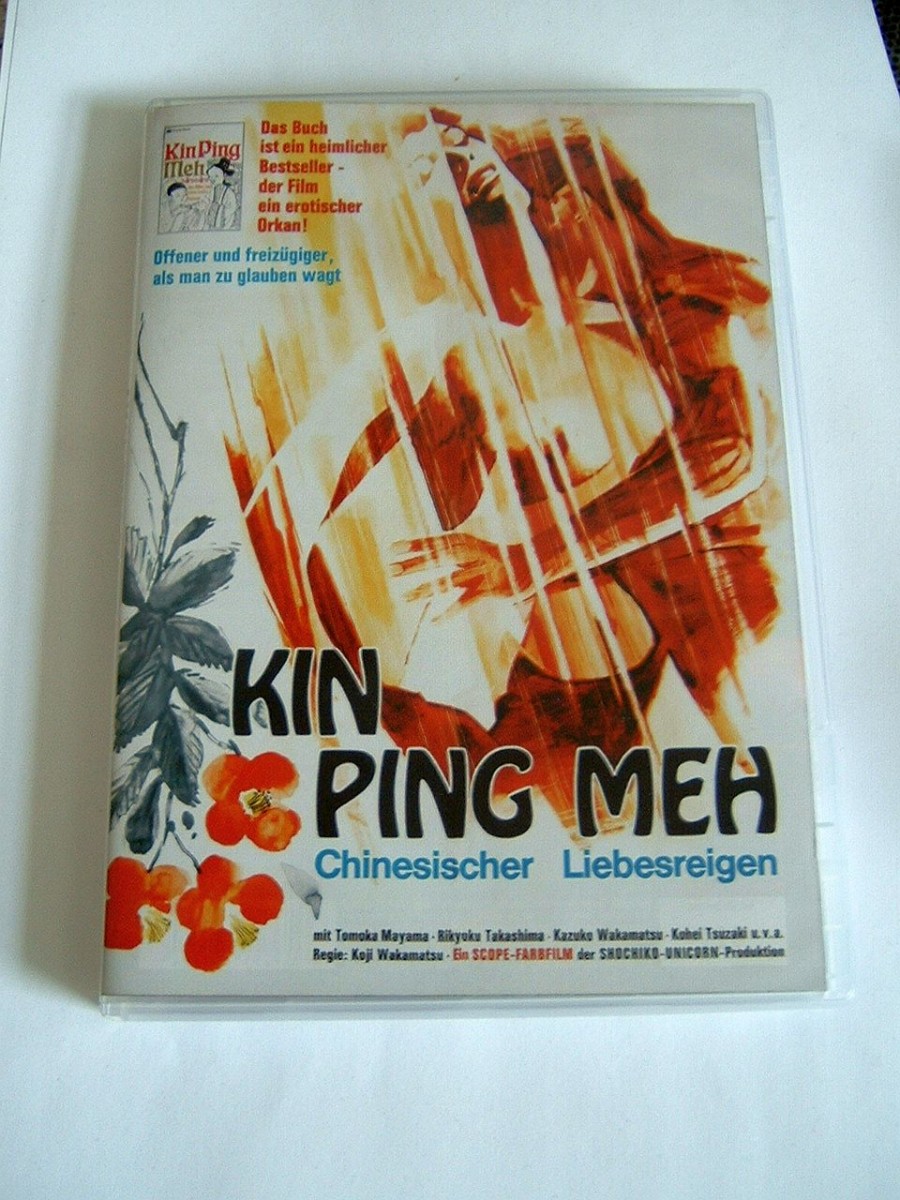 Kin Ping
Meh
Das Buch
ist ein heimlicher
Bestseller -
der Film
ein erotischer
Orkan!
Offener und freizügiger,
als man zu glauben wagt
KIN
PING MEH
Chinesischer Liebesreigen
mit Tomoka Mayama · Rikyoku Takashima · Kazuko Wakamatsu · Kohei Tsuzaki u.v.a.
Regie: Koji Wakamatsu · Ein SCOPE-FARBFILM der SHOCHIKO-UNICORN-Produktion